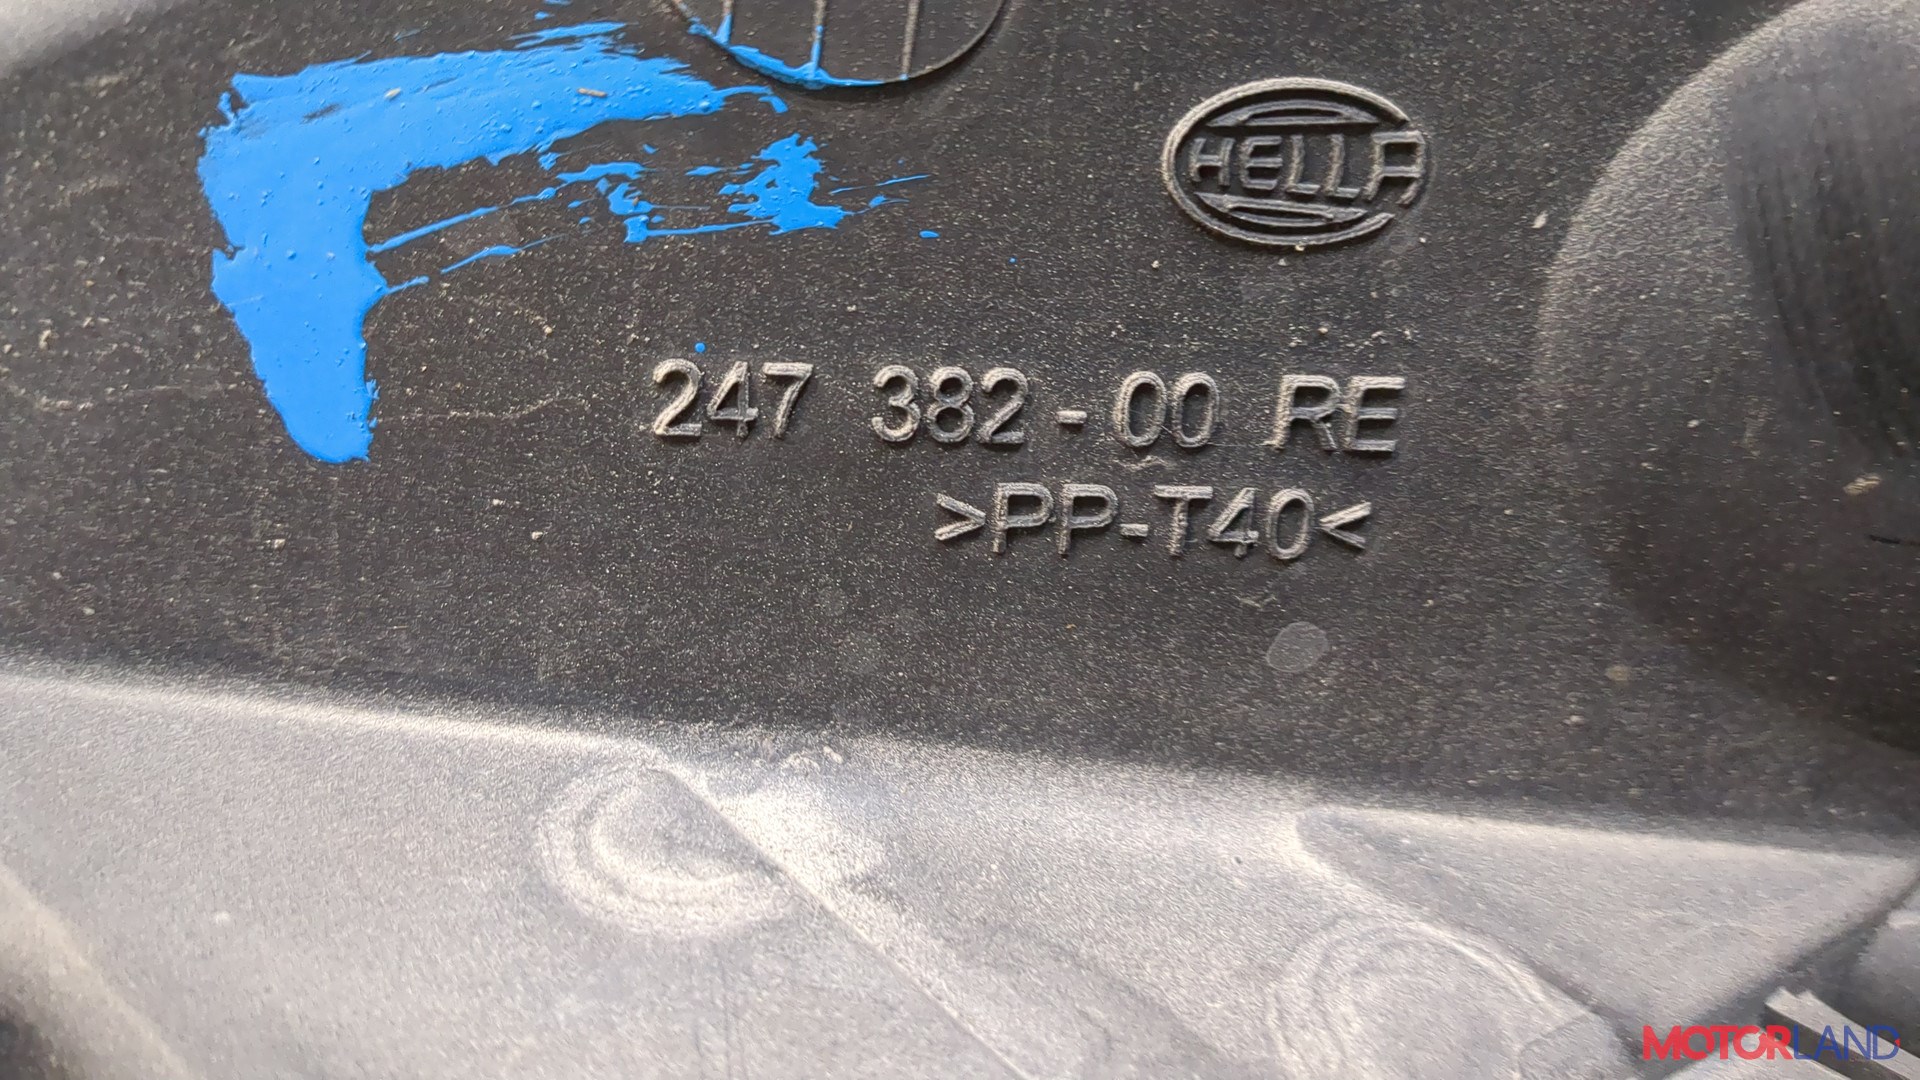 HELLA
247 382-00 RE
>PP-T40<
MOTORLAND